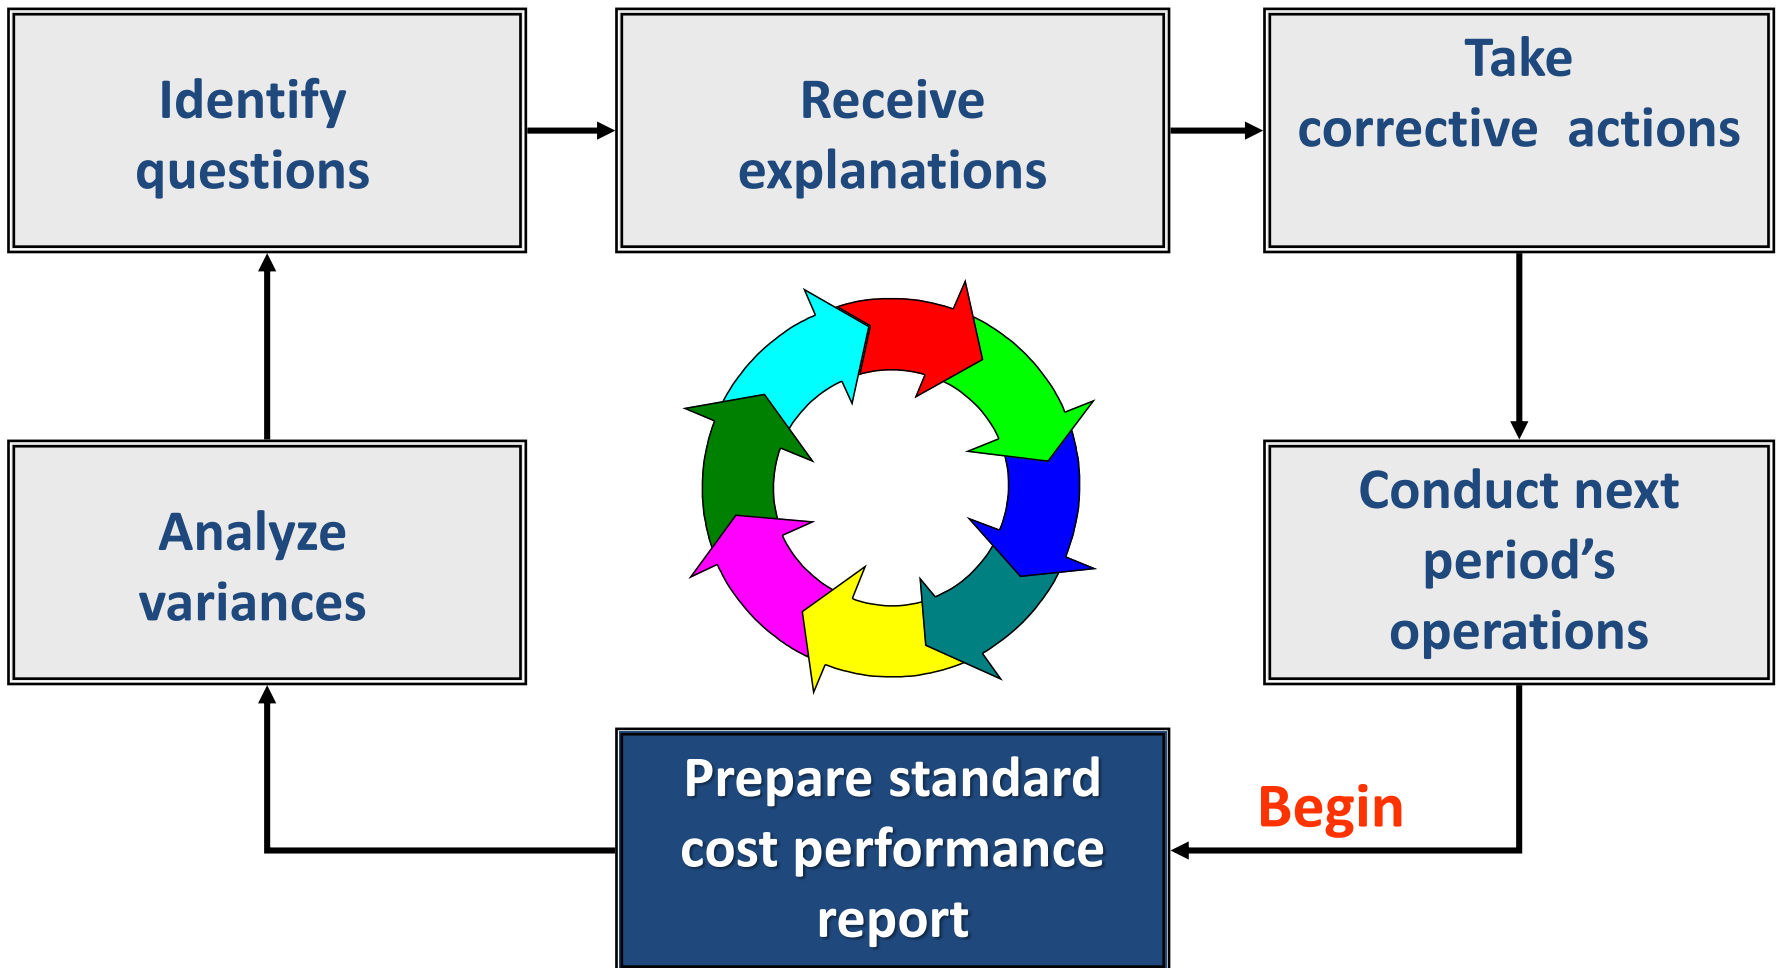 Identify
questions
Receive
explanations
Take
corrective  actions
Analyze
variances
Conduct next
period’s
operations
Prepare standard
cost performance
report
Begin